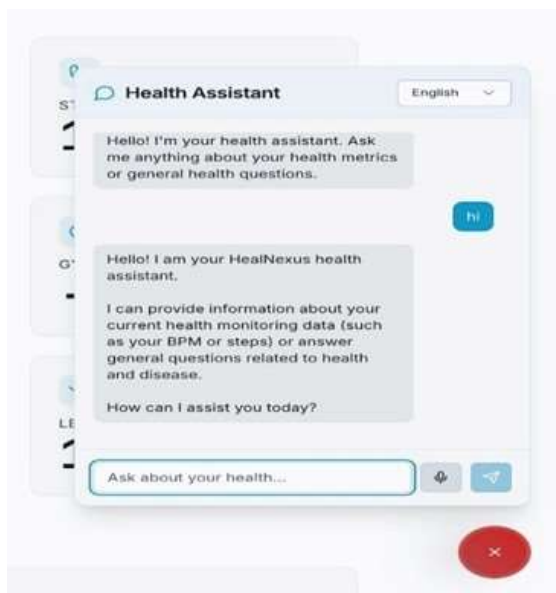 Health Assistant
English
Hello! I'm your health assistant. Ask
me anything about your health metrics
or general health questions.
hi
Hello! I am your HealNexus health
assistant.
I can provide information about your
current health monitoring data (such
as your BPM or steps) or answer
general questions related to health
and disease.
How can I assist you today?
Ask about your health...